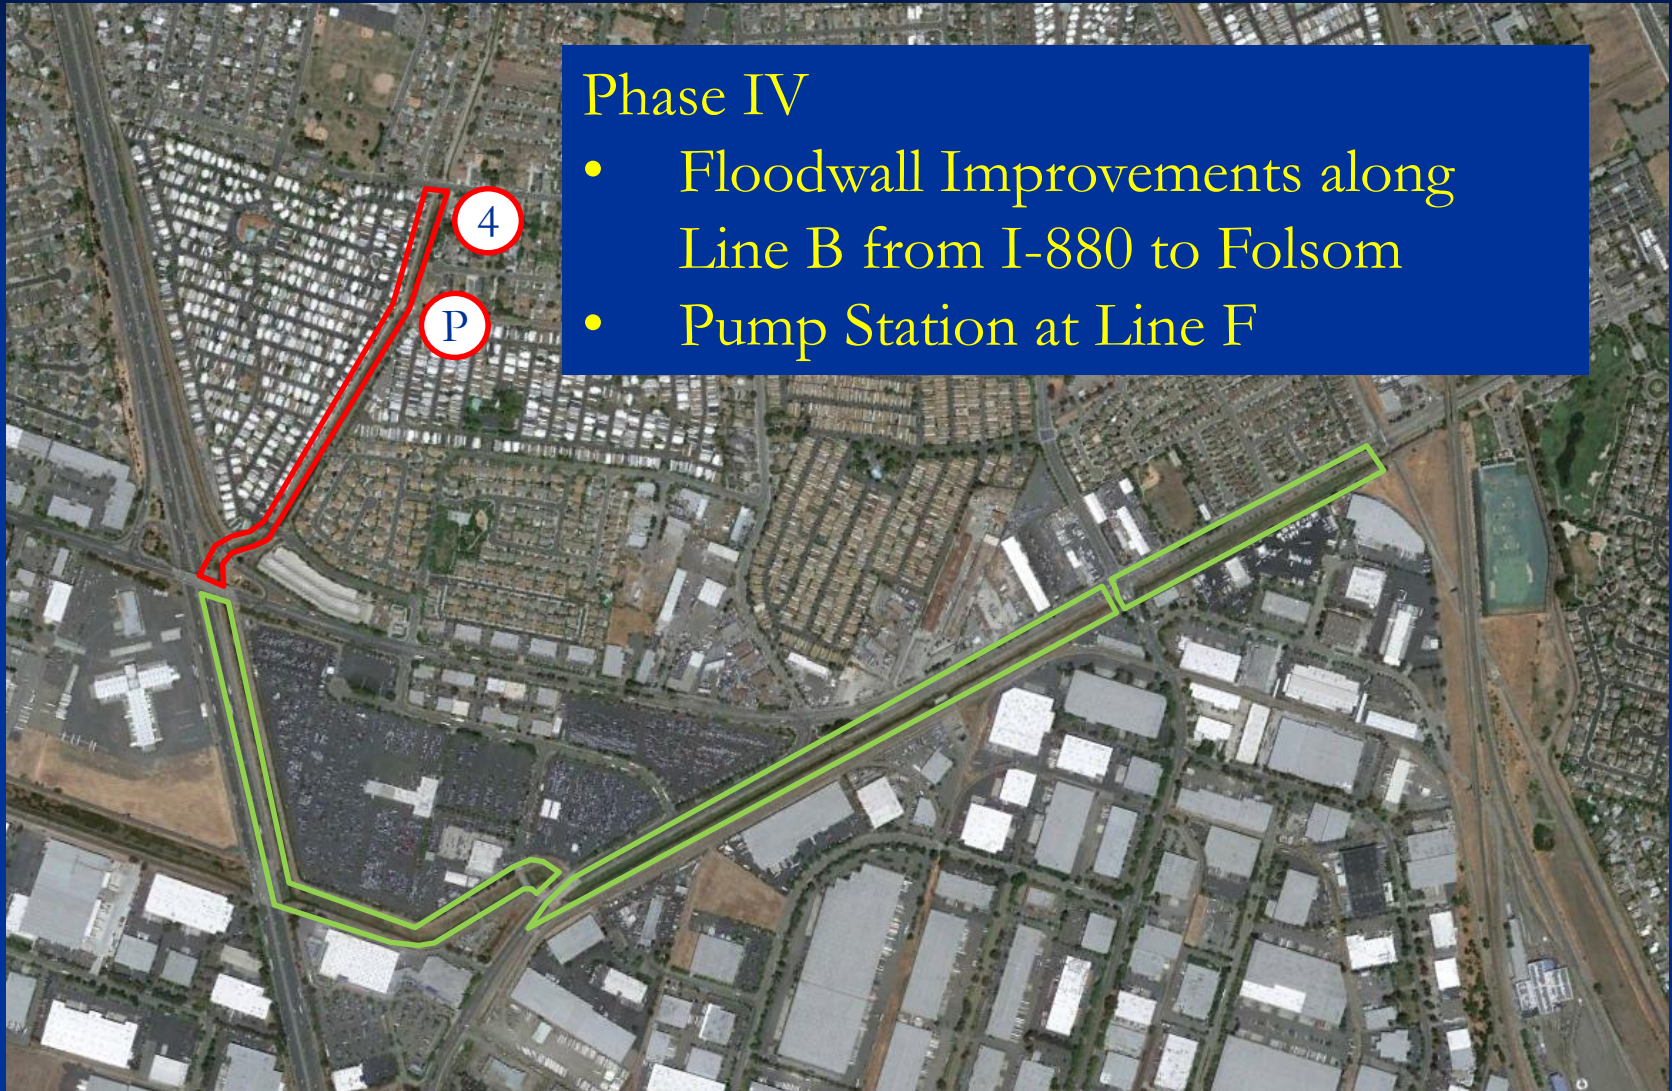 Phase IV
• Floodwall Improvements along
Line B from I-880 to Folsom
• Pump Station at Line F
4
P